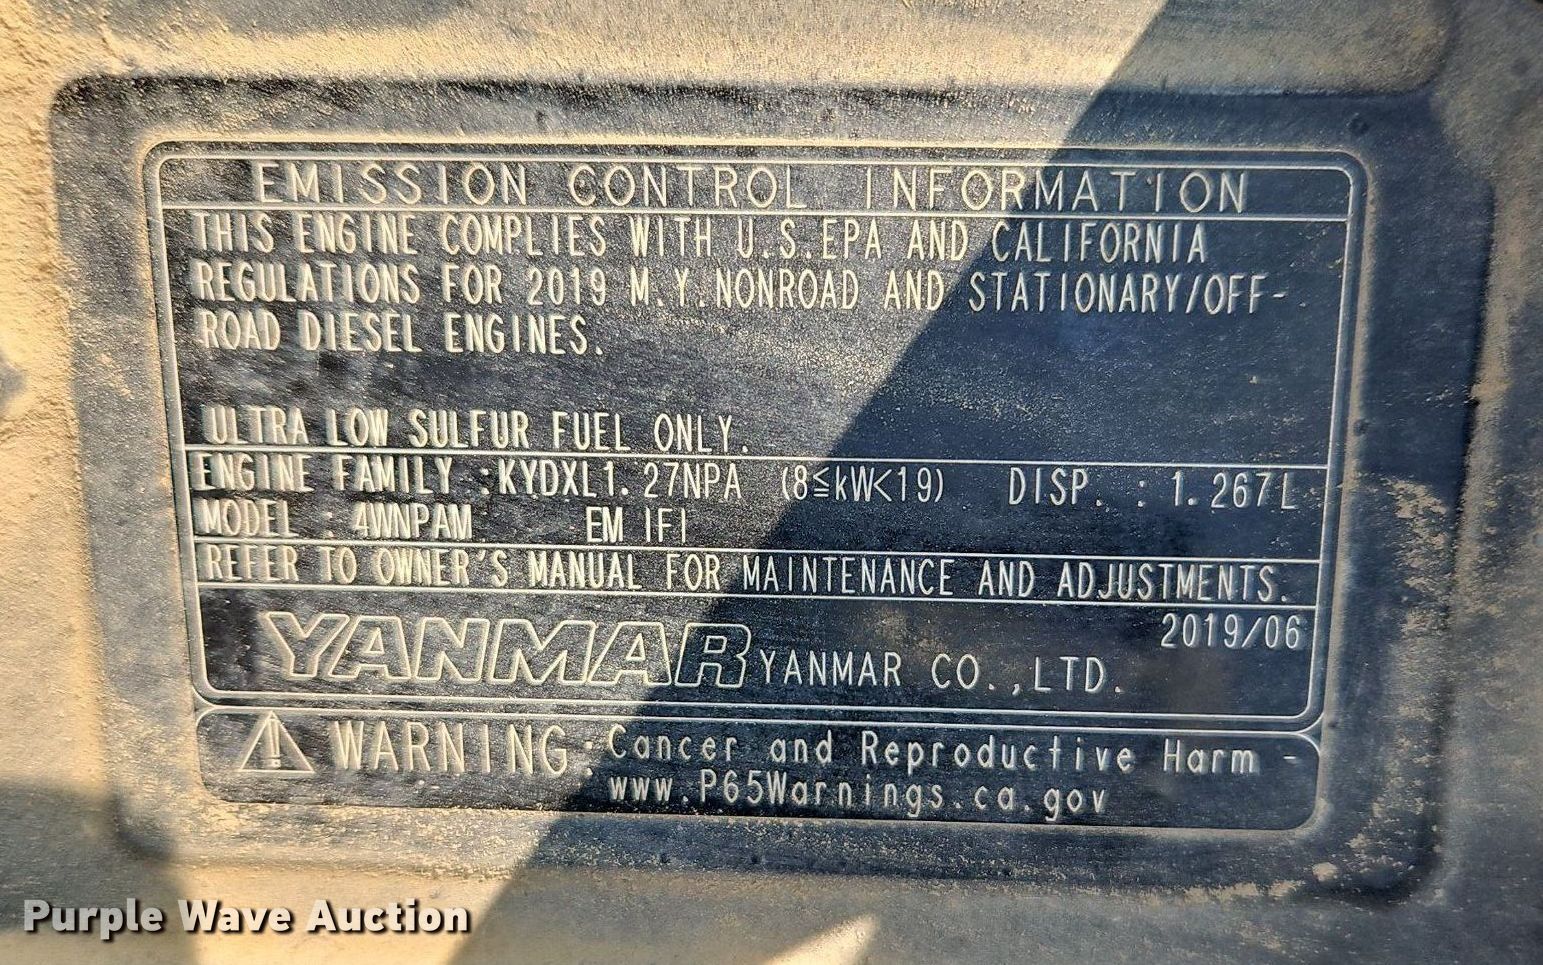 EMISSION CONTROL INFORMATION
THIS ENGINE COMPLIES WITH U.S.EPA AND CALIFORNIA
REGULATIONS FOR 2019 M.Y.NONROAD AND STATIONARY/OFF-
ROAD DIESEL ENGINES.
ULTRA LOW SULFUR FUEL ONLY.
ENGINE FAMILY :KYDXL1.27NPA (8≦kW<19) DISP. : 1.267L
MODEL : 4WNPAM EM IFI
REFER TO OWNER'S MANUAL FOR MAINTENANCE AND ADJUSTMENTS.
2019/06
YANMAR YANMAR CO.,LTD.
WARNING:Cancer and Reproductive Harm -
www.P65Warnings.ca.gov
Purple Wave Auction